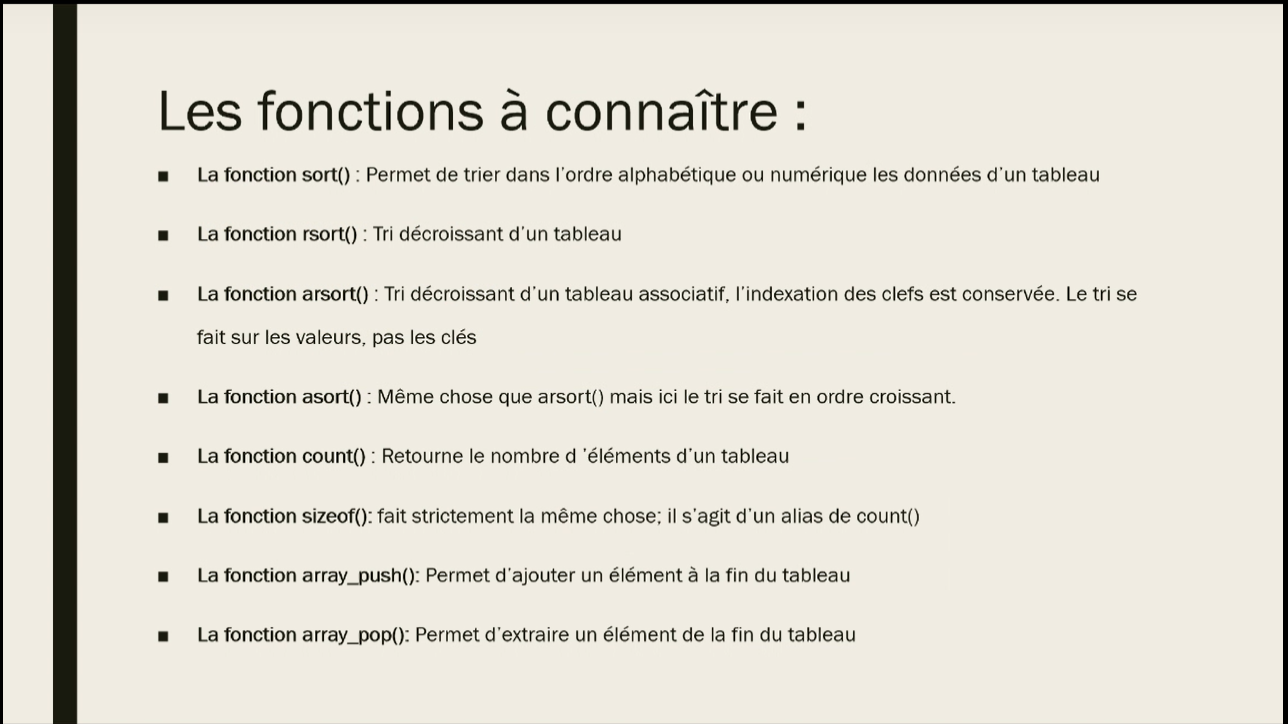 Les fonctions à connaître :
■ La fonction sort() : Permet de trier dans l'ordre alphabétique ou numérique les données d'un tableau
■ La fonction rsort() : Tri décroissant d'un tableau
■ La fonction arsort() : Tri décroissant d'un tableau associatif, l'indexation des clefs est conservée. Le tri se
fait sur les valeurs, pas les clés
■ La fonction asort() : Même chose que arsort() mais ici le tri se fait en ordre croissant.
■ La fonction count() : Retourne le nombre d 'éléments d'un tableau
■ La fonction sizeof(): fait strictement la même chose; il s'agit d'un alias de count()
■ La fonction array_push(): Permet d'ajouter un élément à la fin du tableau
■ La fonction array_pop(): Permet d'extraire un élément de la fin du tableau